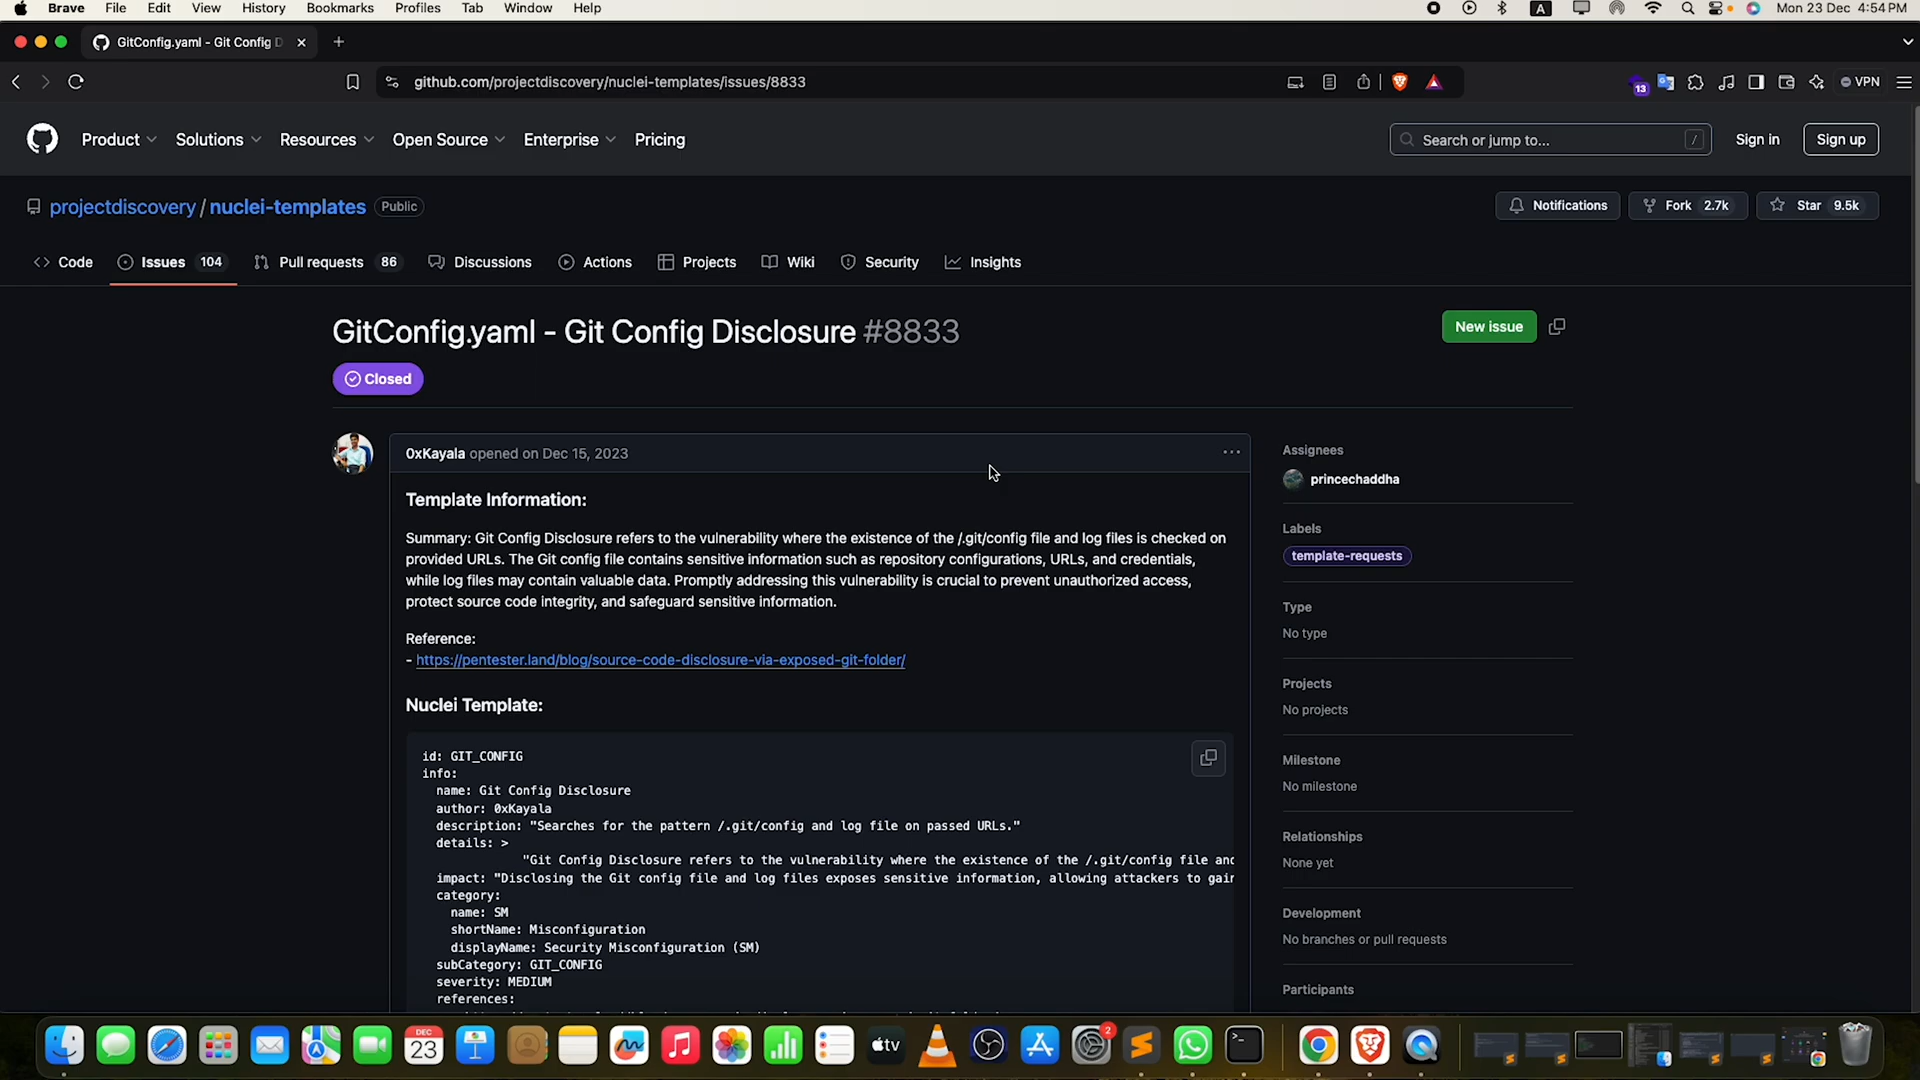 Brave File Edit View History Bookmarks Profiles Tab Window Help
A Mon 23 Dec 4:54 PM
GitConfig.yaml - Git Config D
github.com/projectdiscovery/nuclei-templates/issues/8833
13
VPN
Product Solutions Resources Open Source Enterprise Pricing
Search or jump to... /
Sign in
Sign up
projectdiscovery / nuclei-templates Public
Notifications
Fork 2.7k
Star 9.5k
Code Issues 104 Pull requests 86 Discussions Actions Projects Wiki Security Insights
GitConfig.yaml - Git Config Disclosure #8833
New issue
Closed
0xKayala opened on Dec 15, 2023
Template Information:
Summary: Git Config Disclosure refers to the vulnerability where the existence of the /.git/config file and log files is checked on
provided URLs. The Git config file contains sensitive information such as repository configurations, URLs, and credentials,
while log files may contain valuable data. Promptly addressing this vulnerability is crucial to prevent unauthorized access,
protect source code integrity, and safeguard sensitive information.
Reference:
- https://pentester.land/blog/source-code-disclosure-via-exposed-git-folder/
Nuclei Template:
id: GIT_CONFIG
info:
name: Git Config Disclosure
author: 0xKayala
description: "Searches for the pattern /.git/config and log file on passed URLs."
details: >
"Git Config Disclosure refers to the vulnerability where the existence of the /.git/config file and
impact: "Disclosing the Git config file and log files exposes sensitive information, allowing attackers to gain
category:
name: SM
shortName: Misconfiguration
displayName: Security Misconfiguration (SM)
subCategory: GIT_CONFIG
severity: MEDIUM
references:
Assignees
princechaddha
Labels
template-requests
Type
No type
Projects
No projects
Milestone
No milestone
Relationships
None yet
Development
No branches or pull requests
Participants
DEC
23
tv
2